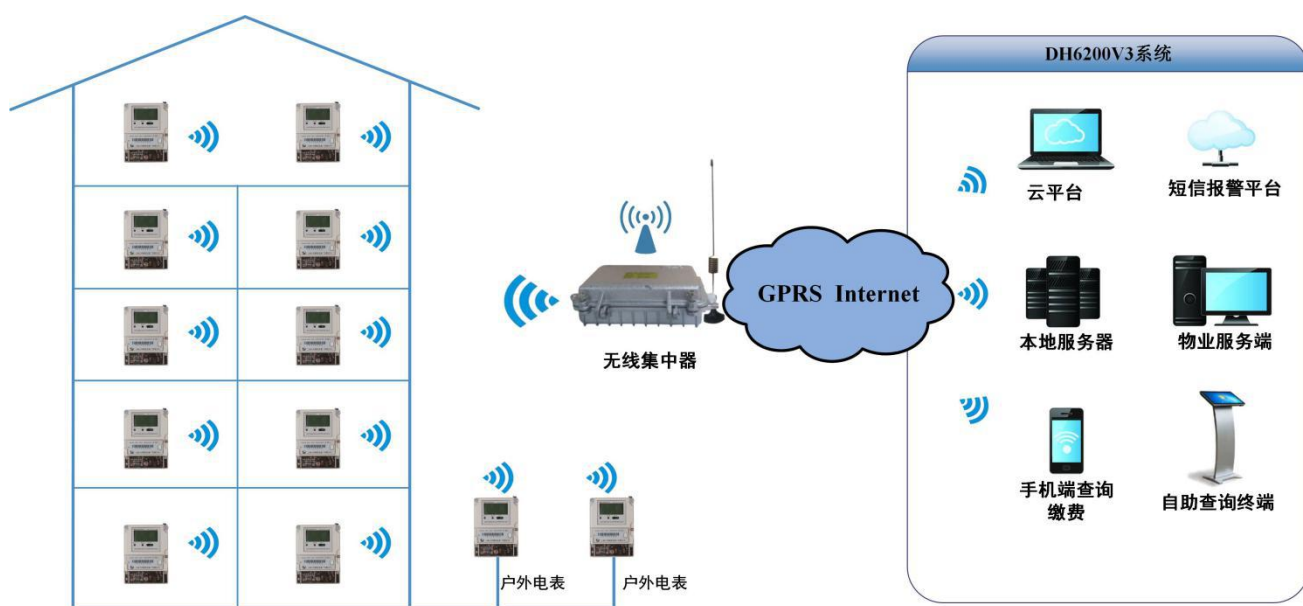 DH6200V3系统
云平台
短信报警平台
GPRS Internet
无线集中器
本地服务器
物业服务端
手机端查询
缴费
自助查询终端
户外电表
户外电表